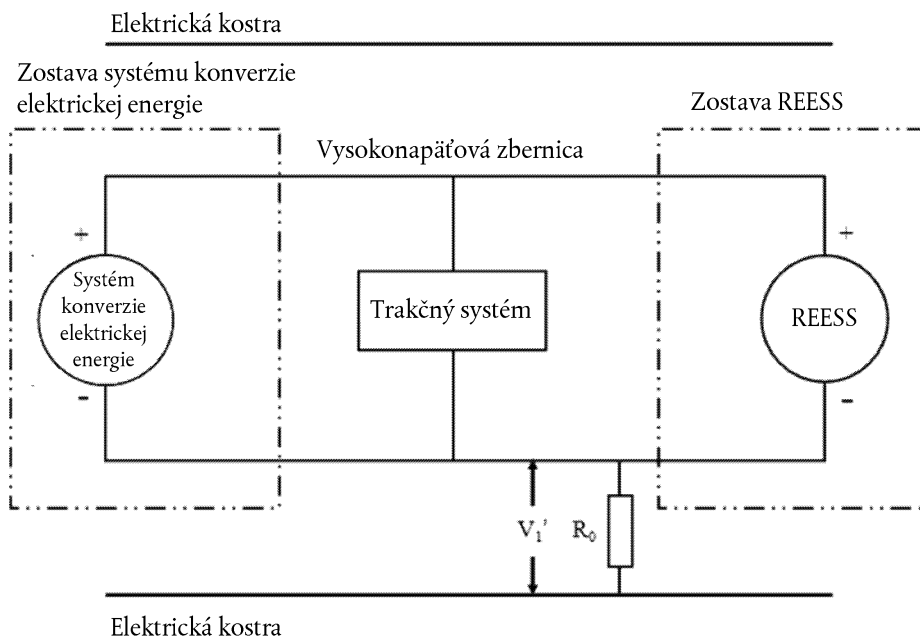 Elektrická kostra
Zostava systému konverzie
elektrickej energie
Zostava REESS
Vysokonapäťová zbernica
+
+
Systém
konverzie
elektrickej
energie
Trakčný systém
REESS
-
-
V₁' R₀
Elektrická kostra